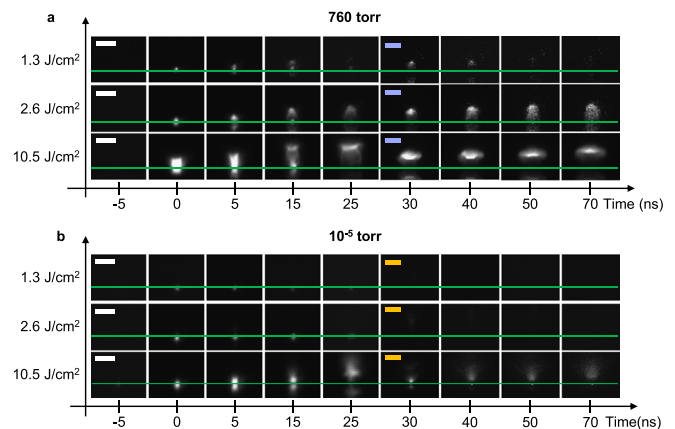 a
760 torr
1.3 J/cm²
2.6 J/cm²
10.5 J/cm²
-5 0 5 15 25 30 40 50 70 Time (ns)
b
10⁻⁵ torr
1.3 J/cm²
2.6 J/cm²
10.5 J/cm²
-5 0 5 15 25 30 40 50 70 Time(ns)